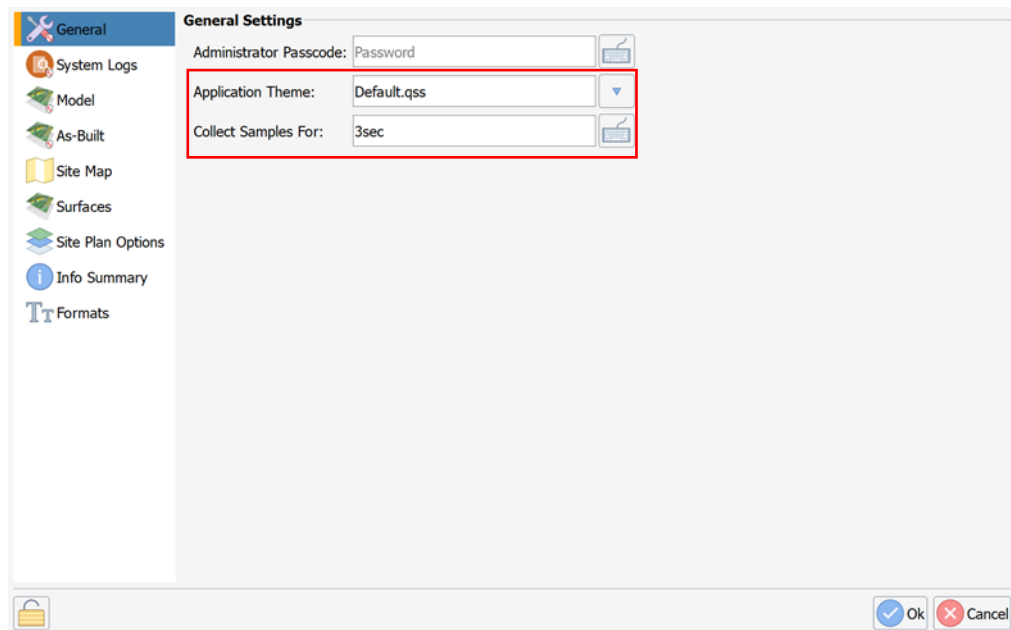 General
System Logs
Model
As-Built
Site Map
Surfaces
Site Plan Options
Info Summary
Formats
General Settings
Administrator Passcode: Password
Application Theme: Default.qss
Collect Samples For: 3sec
Ok Cancel